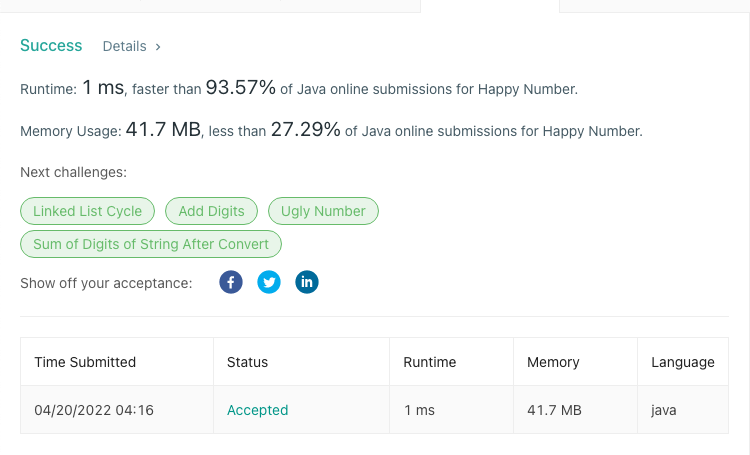 Success Details ›
Runtime: 1 ms, faster than 93.57% of Java online submissions for Happy Number.
Memory Usage: 41.7 MB, less than 27.29% of Java online submissions for Happy Number.
Next challenges:
Linked List Cycle Add Digits Ugly Number
Sum of Digits of String After Convert
Show off your acceptance: f in
Time Submitted Status Runtime Memory Language
04/20/2022 04:16 Accepted 1 ms 41.7 MB java